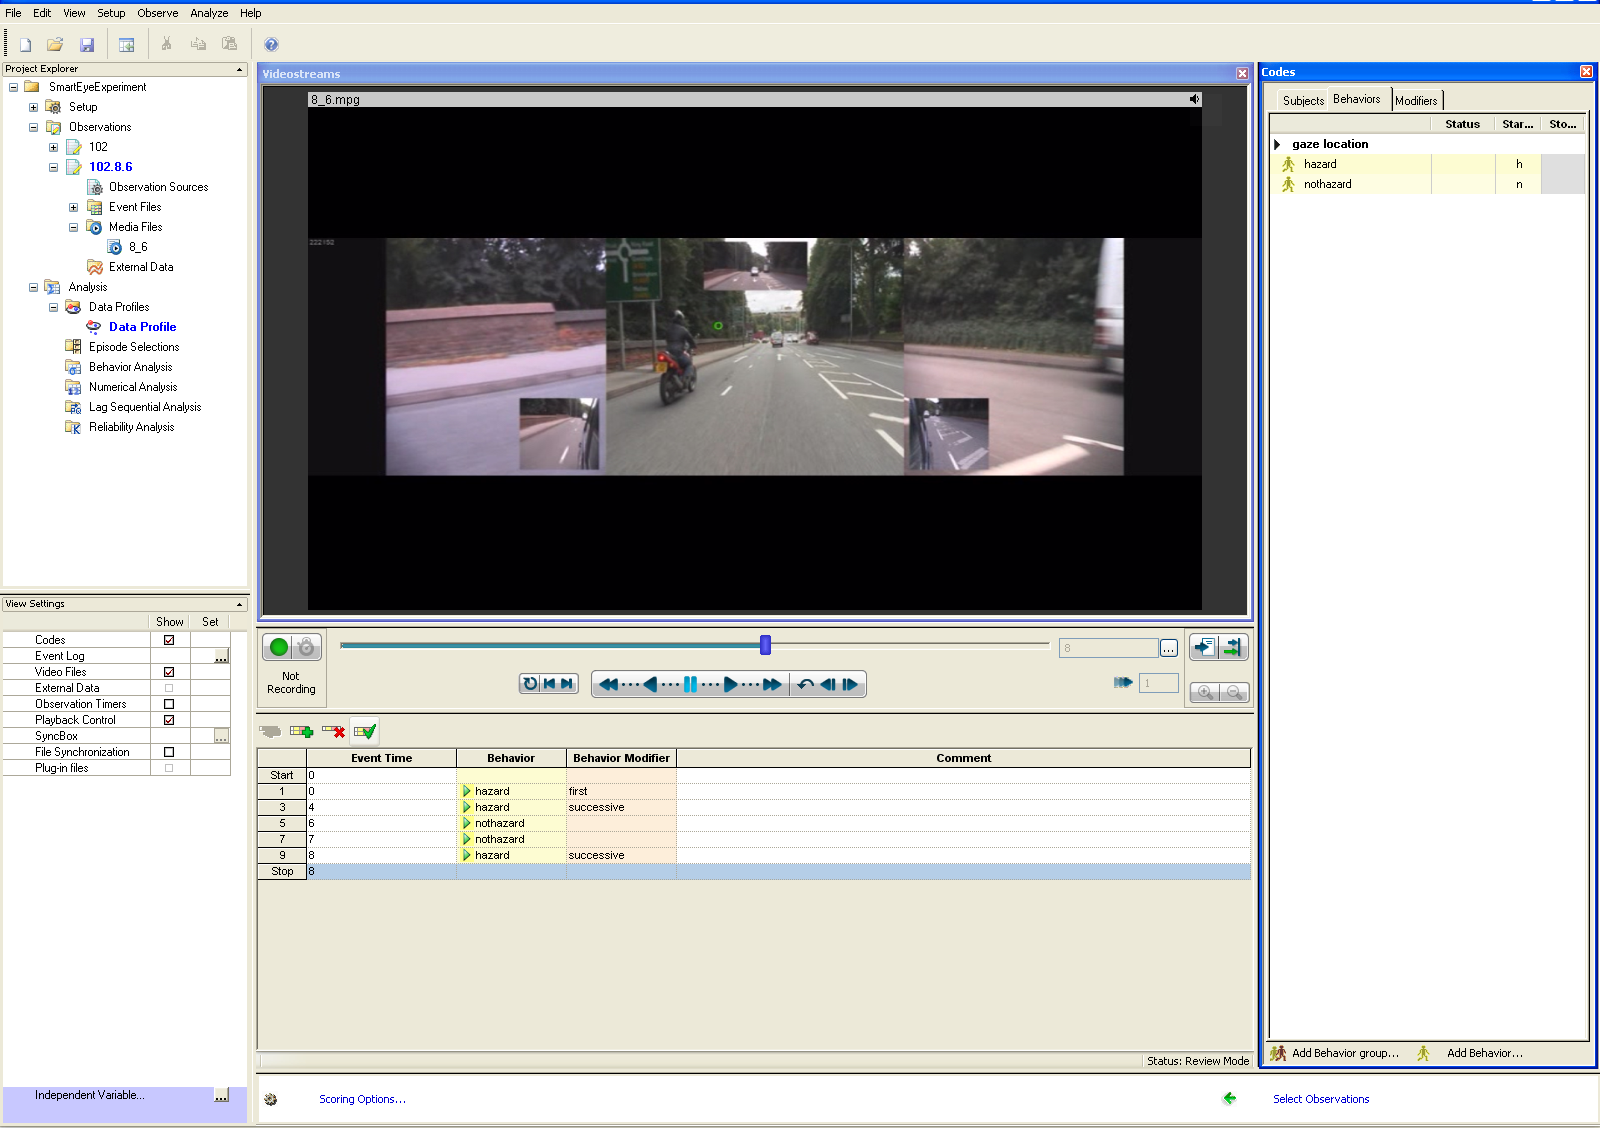 File Edit View Setup Observe Analyze Help
Project Explorer
SmartEyeExperiment
Setup
Observations
102
102.8.6
Observation Sources
Event Files
Media Files
8_6
External Data
Analysis
Data Profiles
Data Profile
Episode Selections
Behavior Analysis
Numerical Analysis
Lag Sequential Analysis
Reliability Analysis
View Settings
Show Set
Codes
Event Log
Video Files
External Data
Observation Timers
Playback Control
SyncBox
File Synchronization
Plug-in files
Independent Variable...
Videostreams
8_6.mpg
Not
Recording
8
1
Event Time Behavior Behavior Modifier Comment
Start 0
1 0 hazard first
3 4 hazard successive
5 6 nothazard
7 7 nothazard
9 8 hazard successive
Stop 8
Status: Review Mode
Scoring Options...
Select Observations
Codes
Subjects Behaviors Modifiers
Status Star... Sto...
gaze location
hazard h
nothazard n
Add Behavior group... Add Behavior...